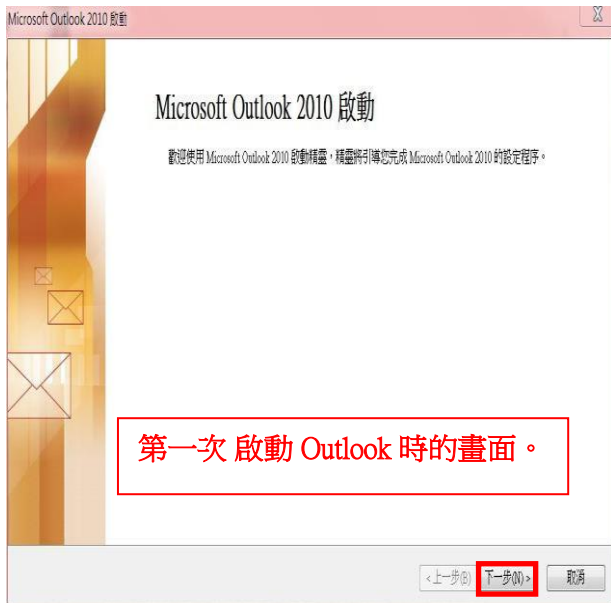 Microsoft Outlook 2010 啟動
Microsoft Outlook 2010 啟動
歡迎使用 Microsoft Outlook 2010 啟動精靈，精靈將引導您完成 Microsoft Outlook 2010 的設定程序。
第一次 啟動 Outlook 時的畫面。
<上一步(B) 下一步(N)> 取消